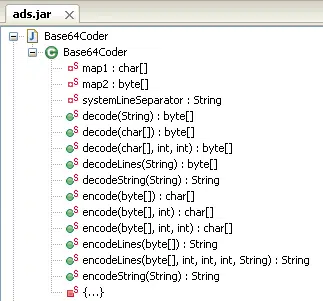 ads.jar
Base64Coder
Base64Coder
map1 : char[]
map2 : byte[]
systemLineSeparator : String
decode(String) : byte[]
decode(char[]) : byte[]
decode(char[], int, int) : byte[]
decodeLines(String) : byte[]
decodeString(String) : String
encode(byte[]) : char[]
encode(byte[], int) : char[]
encode(byte[], int, int) : char[]
encodeLines(byte[]) : String
encodeLines(byte[], int, int, int, String) : String
encodeString(String) : String
{...}